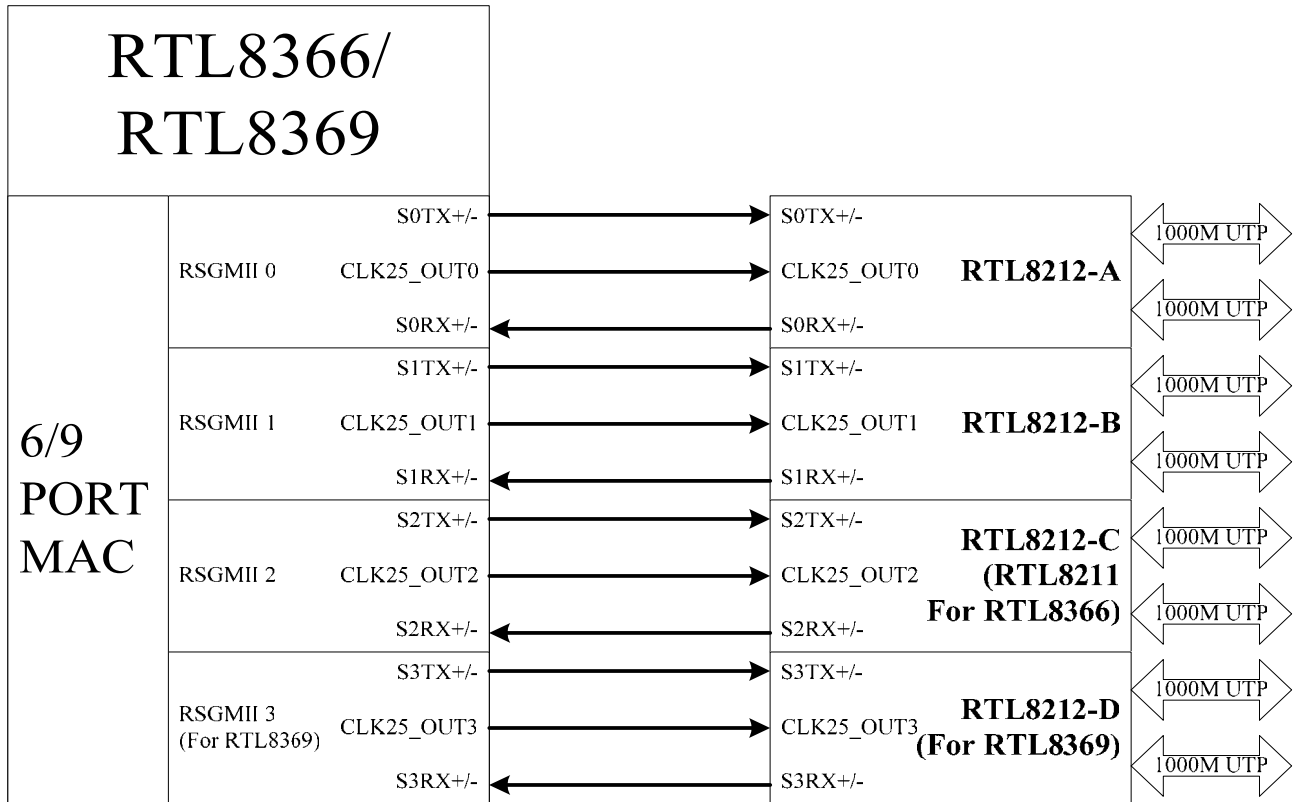 RTL8366/
RTL8369
6/9
PORT
MAC
RSGMII 0
S0TX+/-
CLK25_OUT0
S0RX+/-
S0TX+/-
CLK25_OUT0
S0RX+/-
RTL8212-A
1000M UTP
1000M UTP
RSGMII 1
S1TX+/-
CLK25_OUT1
S1RX+/-
S1TX+/-
CLK25_OUT1
S1RX+/-
RTL8212-B
1000M UTP
1000M UTP
RSGMII 2
S2TX+/-
CLK25_OUT2
S2RX+/-
S2TX+/-
CLK25_OUT2
S2RX+/-
RTL8212-C
(RTL8211
For RTL8366)
1000M UTP
1000M UTP
RSGMII 3
(For RTL8369)
S3TX+/-
CLK25_OUT3
S3RX+/-
S3TX+/-
CLK25_OUT3
S3RX+/-
RTL8212-D
(For RTL8369)
1000M UTP
1000M UTP